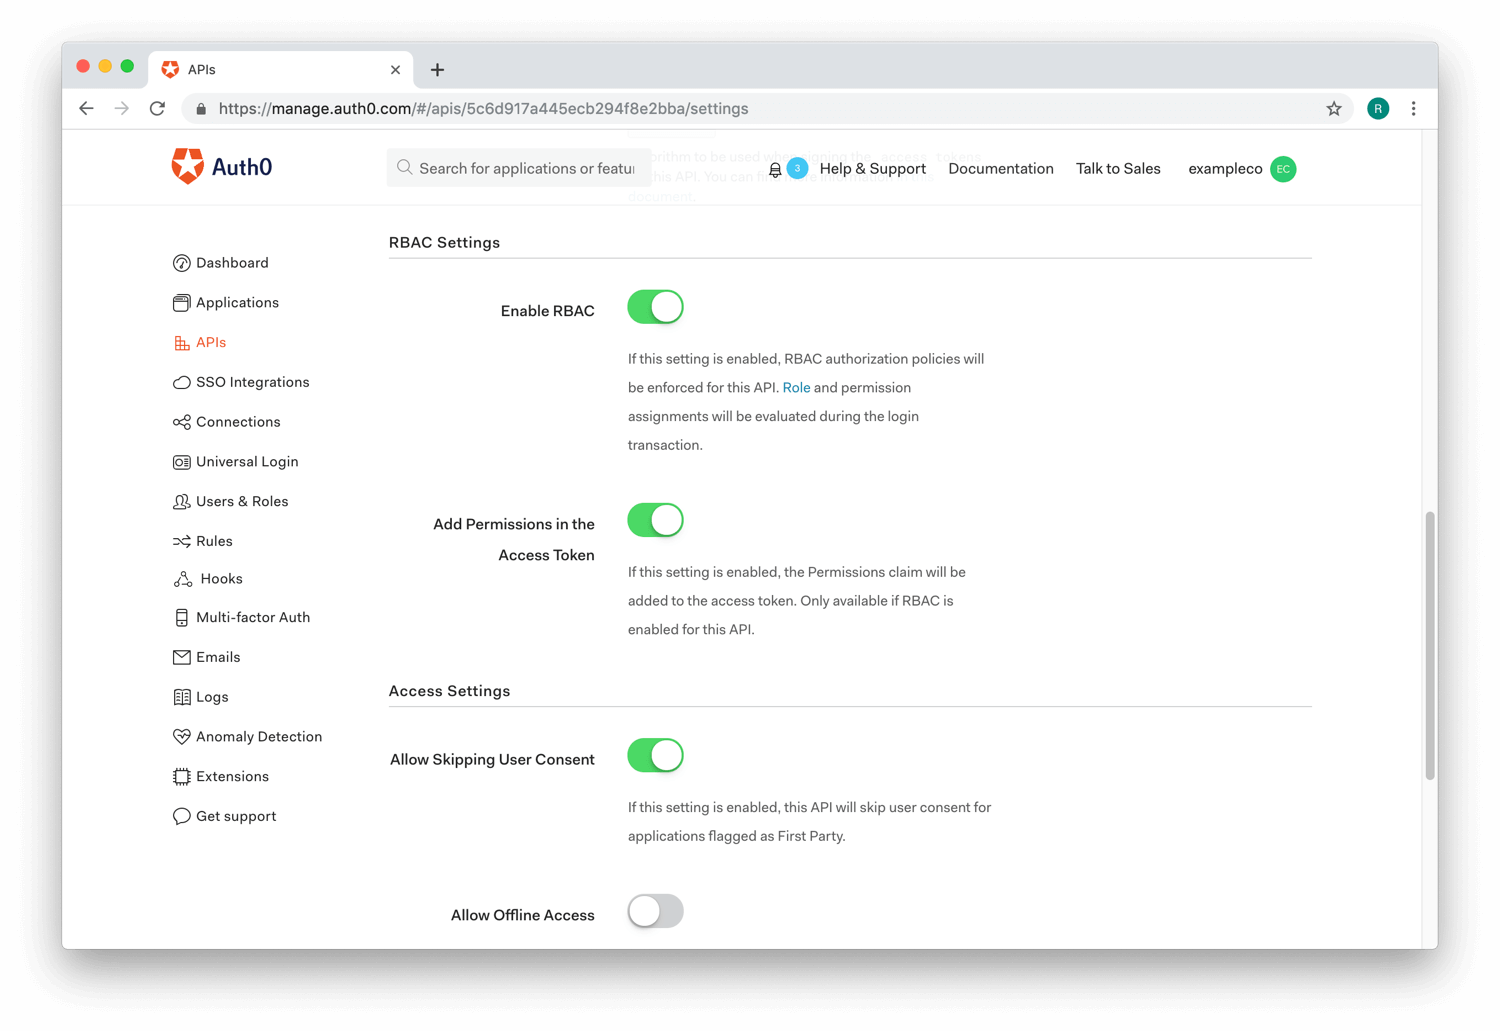 APIs
https://manage.auth0.com/#/apis/5c6d917a445ecb294f8e2bba/settings
R
Auth0
Search for applications or featu
3
Help & Support
Documentation
Talk to Sales
exampleco
EC
document.
Dashboard
Applications
APIs
SSO Integrations
Connections
Universal Login
Users & Roles
Rules
Hooks
Multi-factor Auth
Emails
Logs
Anomaly Detection
Extensions
Get support
RBAC Settings
Enable RBAC
If this setting is enabled, RBAC authorization policies will
be enforced for this API. Role and permission
assignments will be evaluated during the login
transaction.
Add Permissions in the
Access Token
If this setting is enabled, the Permissions claim will be
added to the access token. Only available if RBAC is
enabled for this API.
Access Settings
Allow Skipping User Consent
If this setting is enabled, this API will skip user consent for
applications flagged as First Party.
Allow Offline Access